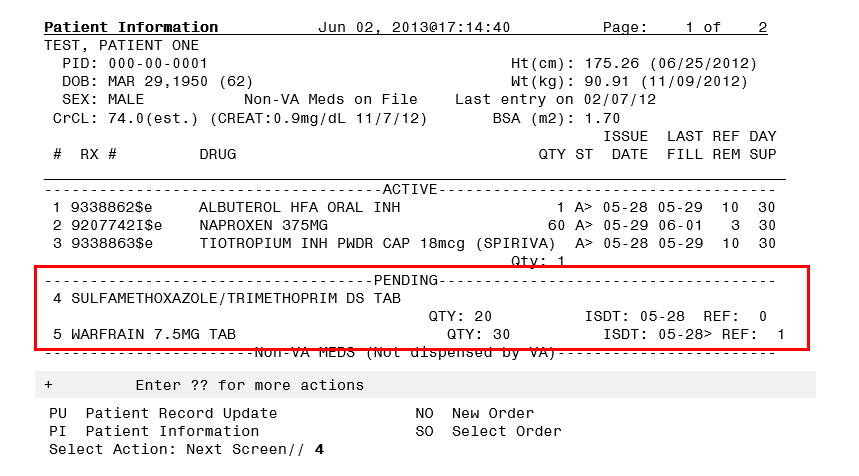 Patient Information Jun 02, 2013@17:14:40 Page: 1 of 2
TEST, PATIENT ONE
PID: 000-00-0001 Ht(cm): 175.26 (06/25/2012)
DOB: MAR 29,1950 (62) Wt(kg): 90.91 (11/09/2012)
SEX: MALE Non-VA Meds on File Last entry on 02/07/12
CrCL: 74.0(est.) (CREAT:0.9mg/dL 11/7/12) BSA (m2): 1.70
ISSUE LAST REF DAY
# RX # DRUG QTY ST DATE FILL REM SUP
-------------------------------------ACTIVE-------------------------------------
1 9338862$e ALBUTEROL HFA ORAL INH 1 A> 05-28 05-29 10 30
2 9207742I$e NAPROXEN 375MG 60 A> 05-29 06-01 3 30
3 9338863$e TIOTROPIUM INH PWDR CAP 18mcg (SPIRIVA) A> 05-28 05-29 10 30
Qty: 1
------------------------------------PENDING-------------------------------------
4 SULFAMETHOXAZOLE/TRIMETHOPRIM DS TAB
QTY: 20 ISDT: 05-28 REF: 0
5 WARFRAIN 7.5MG TAB QTY: 30 ISDT: 05-28> REF: 1
-----------------------Non-VA MEDS (Not dispensed by VA)------------------------
+ Enter ?? for more actions
PU Patient Record Update NO New Order
PI Patient Information SO Select Order
Select Action: Next Screen// 4